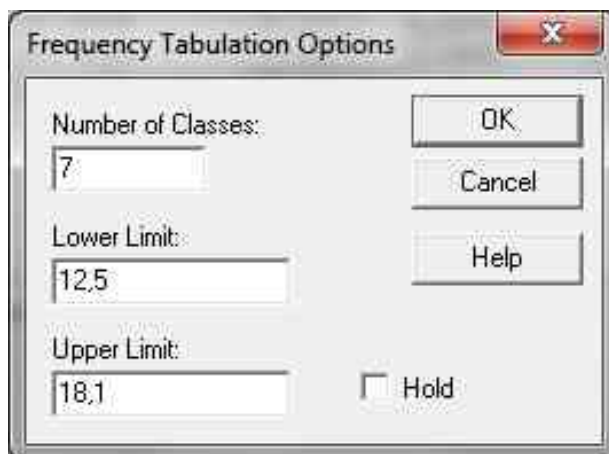 Frequency Tabulation Options
Number of Classes:
7
OK
Cancel
Lower Limit:
12,5
Help
Upper Limit:
18,1
Hold